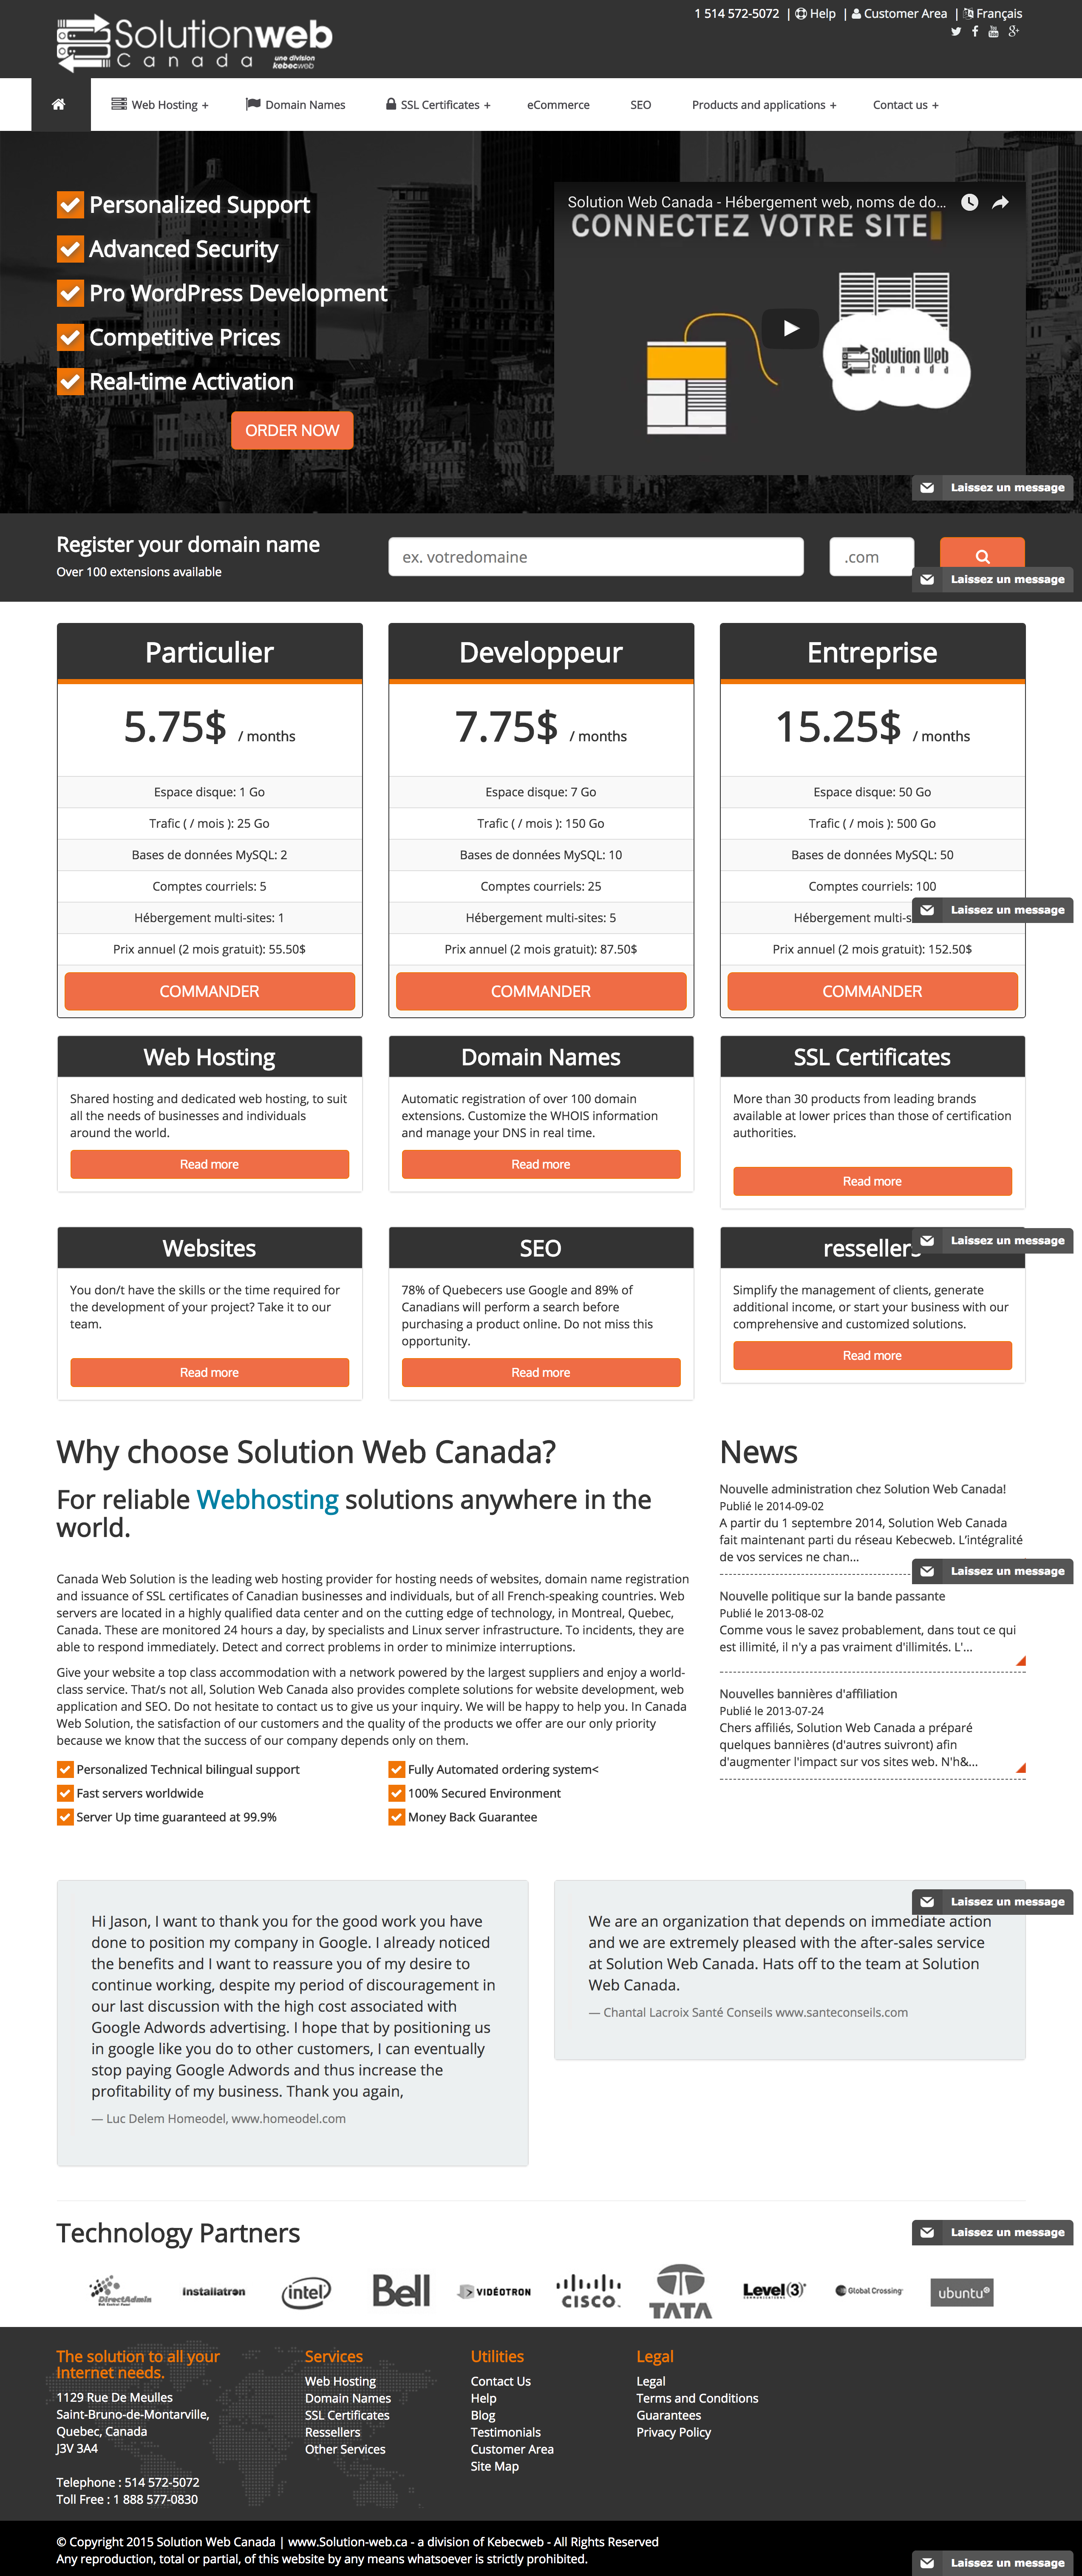 Solutionweb
Canada
une division
kebecweb
1 514 572-5072 | Help | Customer Area | Français
Web Hosting +
Domain Names
SSL Certificates +
eCommerce
SEO
Products and applications +
Contact us +
Personalized Support
Advanced Security
Pro WordPress Development
Competitive Prices
Real-time Activation
ORDER NOW
Solution Web Canada - Hébergement web, noms de do...
CONNECTEZ VOTRE SITE
Solution Web
Canada
Laissez un message
Register your domain name
Over 100 extensions available
ex. votredomaine
.com
Laissez un message
Particulier
5.75$ / months
Espace disque: 1 Go
Trafic ( / mois ): 25 Go
Bases de données MySQL: 2
Comptes courriels: 5
Hébergement multi-sites: 1
Prix annuel (2 mois gratuit): 55.50$
COMMANDER
Developpeur
7.75$ / months
Espace disque: 7 Go
Trafic ( / mois ): 150 Go
Bases de données MySQL: 10
Comptes courriels: 25
Hébergement multi-sites: 5
Prix annuel (2 mois gratuit): 87.50$
COMMANDER
Entreprise
15.25$ / months
Espace disque: 50 Go
Trafic ( / mois ): 500 Go
Bases de données MySQL: 50
Comptes courriels: 100
Hébergement multi-s
Laissez un message
Prix annuel (2 mois gratuit): 152.50$
COMMANDER
Web Hosting
Shared hosting and dedicated web hosting, to suit
all the needs of businesses and individuals
around the world.
Read more
Domain Names
Automatic registration of over 100 domain
extensions. Customize the WHOIS information
and manage your DNS in real time.
Read more
SSL Certificates
More than 30 products from leading brands
available at lower prices than those of certification
authorities.
Read more
Websites
You don/t have the skills or the time required for
the development of your project? Take it to our
team.
Read more
SEO
78% of Quebecers use Google and 89% of
Canadians will perform a search before
purchasing a product online. Do not miss this
opportunity.
Read more
ressellers
Laissez un message
Simplify the management of clients, generate
additional income, or start your business with our
comprehensive and customized solutions.
Read more
Why choose Solution Web Canada?
For reliable Webhosting solutions anywhere in the
world.
Canada Web Solution is the leading web hosting provider for hosting needs of websites, domain name registration
and issuance of SSL certificates of Canadian businesses and individuals, but of all French-speaking countries. Web
servers are located in a highly qualified data center and on the cutting edge of technology, in Montreal, Quebec,
Canada. These are monitored 24 hours a day, by specialists and Linux server infrastructure. To incidents, they are
able to respond immediately. Detect and correct problems in order to minimize interruptions.
Give your website a top class accommodation with a network powered by the largest suppliers and enjoy a world-
class service. That/s not all, Solution Web Canada also provides complete solutions for website development, web
application and SEO. Do not hesitate to contact us to give us your inquiry. We will be happy to help you. In Canada
Web Solution, the satisfaction of our customers and the quality of the products we offer are our only priority
because we know that the success of our company depends only on them.
Personalized Technical bilingual support
Fast servers worldwide
Server Up time guaranteed at 99.9%
Fully Automated ordering system<
100% Secured Environment
Money Back Guarantee
News
Nouvelle administration chez Solution Web Canada!
Publié le 2014-09-02
A partir du 1 septembre 2014, Solution Web Canada
fait maintenant parti du réseau Kebecweb. L'intégralité
de vos services ne chan...
Laissez un message
Nouvelle politique sur la bande passante
Publié le 2013-08-02
Comme vous le savez probablement, dans tout ce qui
est illimité, il n'y a pas vraiment d'illimités. L'...
Nouvelles bannières d'affiliation
Publié le 2013-07-24
Chers affiliés, Solution Web Canada a préparé
quelques bannières (d'autres suivront) afin
d'augmenter l'impact sur vos sites web. N'h&...
Hi Jason, I want to thank you for the good work you have
done to position my company in Google. I already noticed
the benefits and I want to reassure you of my desire to
continue working, despite my period of discouragement in
our last discussion with the high cost associated with
Google Adwords advertising. I hope that by positioning us
in google like you do to other customers, I can eventually
stop paying Google Adwords and thus increase the
profitability of my business. Thank you again,
— Luc Delem Homeodel, www.homeodel.com
Laissez un message
We are an organization that depends on immediate action
and we are extremely pleased with the after-sales service
at Solution Web Canada. Hats off to the team at Solution
Web Canada.
— Chantal Lacroix Santé Conseils www.santeconseils.com
Technology Partners
Laissez un message
DirectAdmin
Web Control Panel
Installatron
intel
Bell
VIDÉOTRON
CISCO
TATA
Level(3)
COMMUNICATIONS
Global Crossing
ubuntu
The solution to all your
Internet needs.
1129 Rue De Meulles
Saint-Bruno-de-Montarville,
Quebec, Canada
J3V 3A4
Telephone : 514 572-5072
Toll Free : 1 888 577-0830
Services
Web Hosting
Domain Names
SSL Certificates
Ressellers
Other Services
Utilities
Contact Us
Help
Blog
Testimonials
Customer Area
Site Map
Legal
Legal
Terms and Conditions
Guarantees
Privacy Policy
© Copyright 2015 Solution Web Canada | www.Solution-web.ca - a division of Kebecweb - All Rights Reserved
Any reproduction, total or partial, of this website by any means whatsoever is strictly prohibited.
Laissez un message